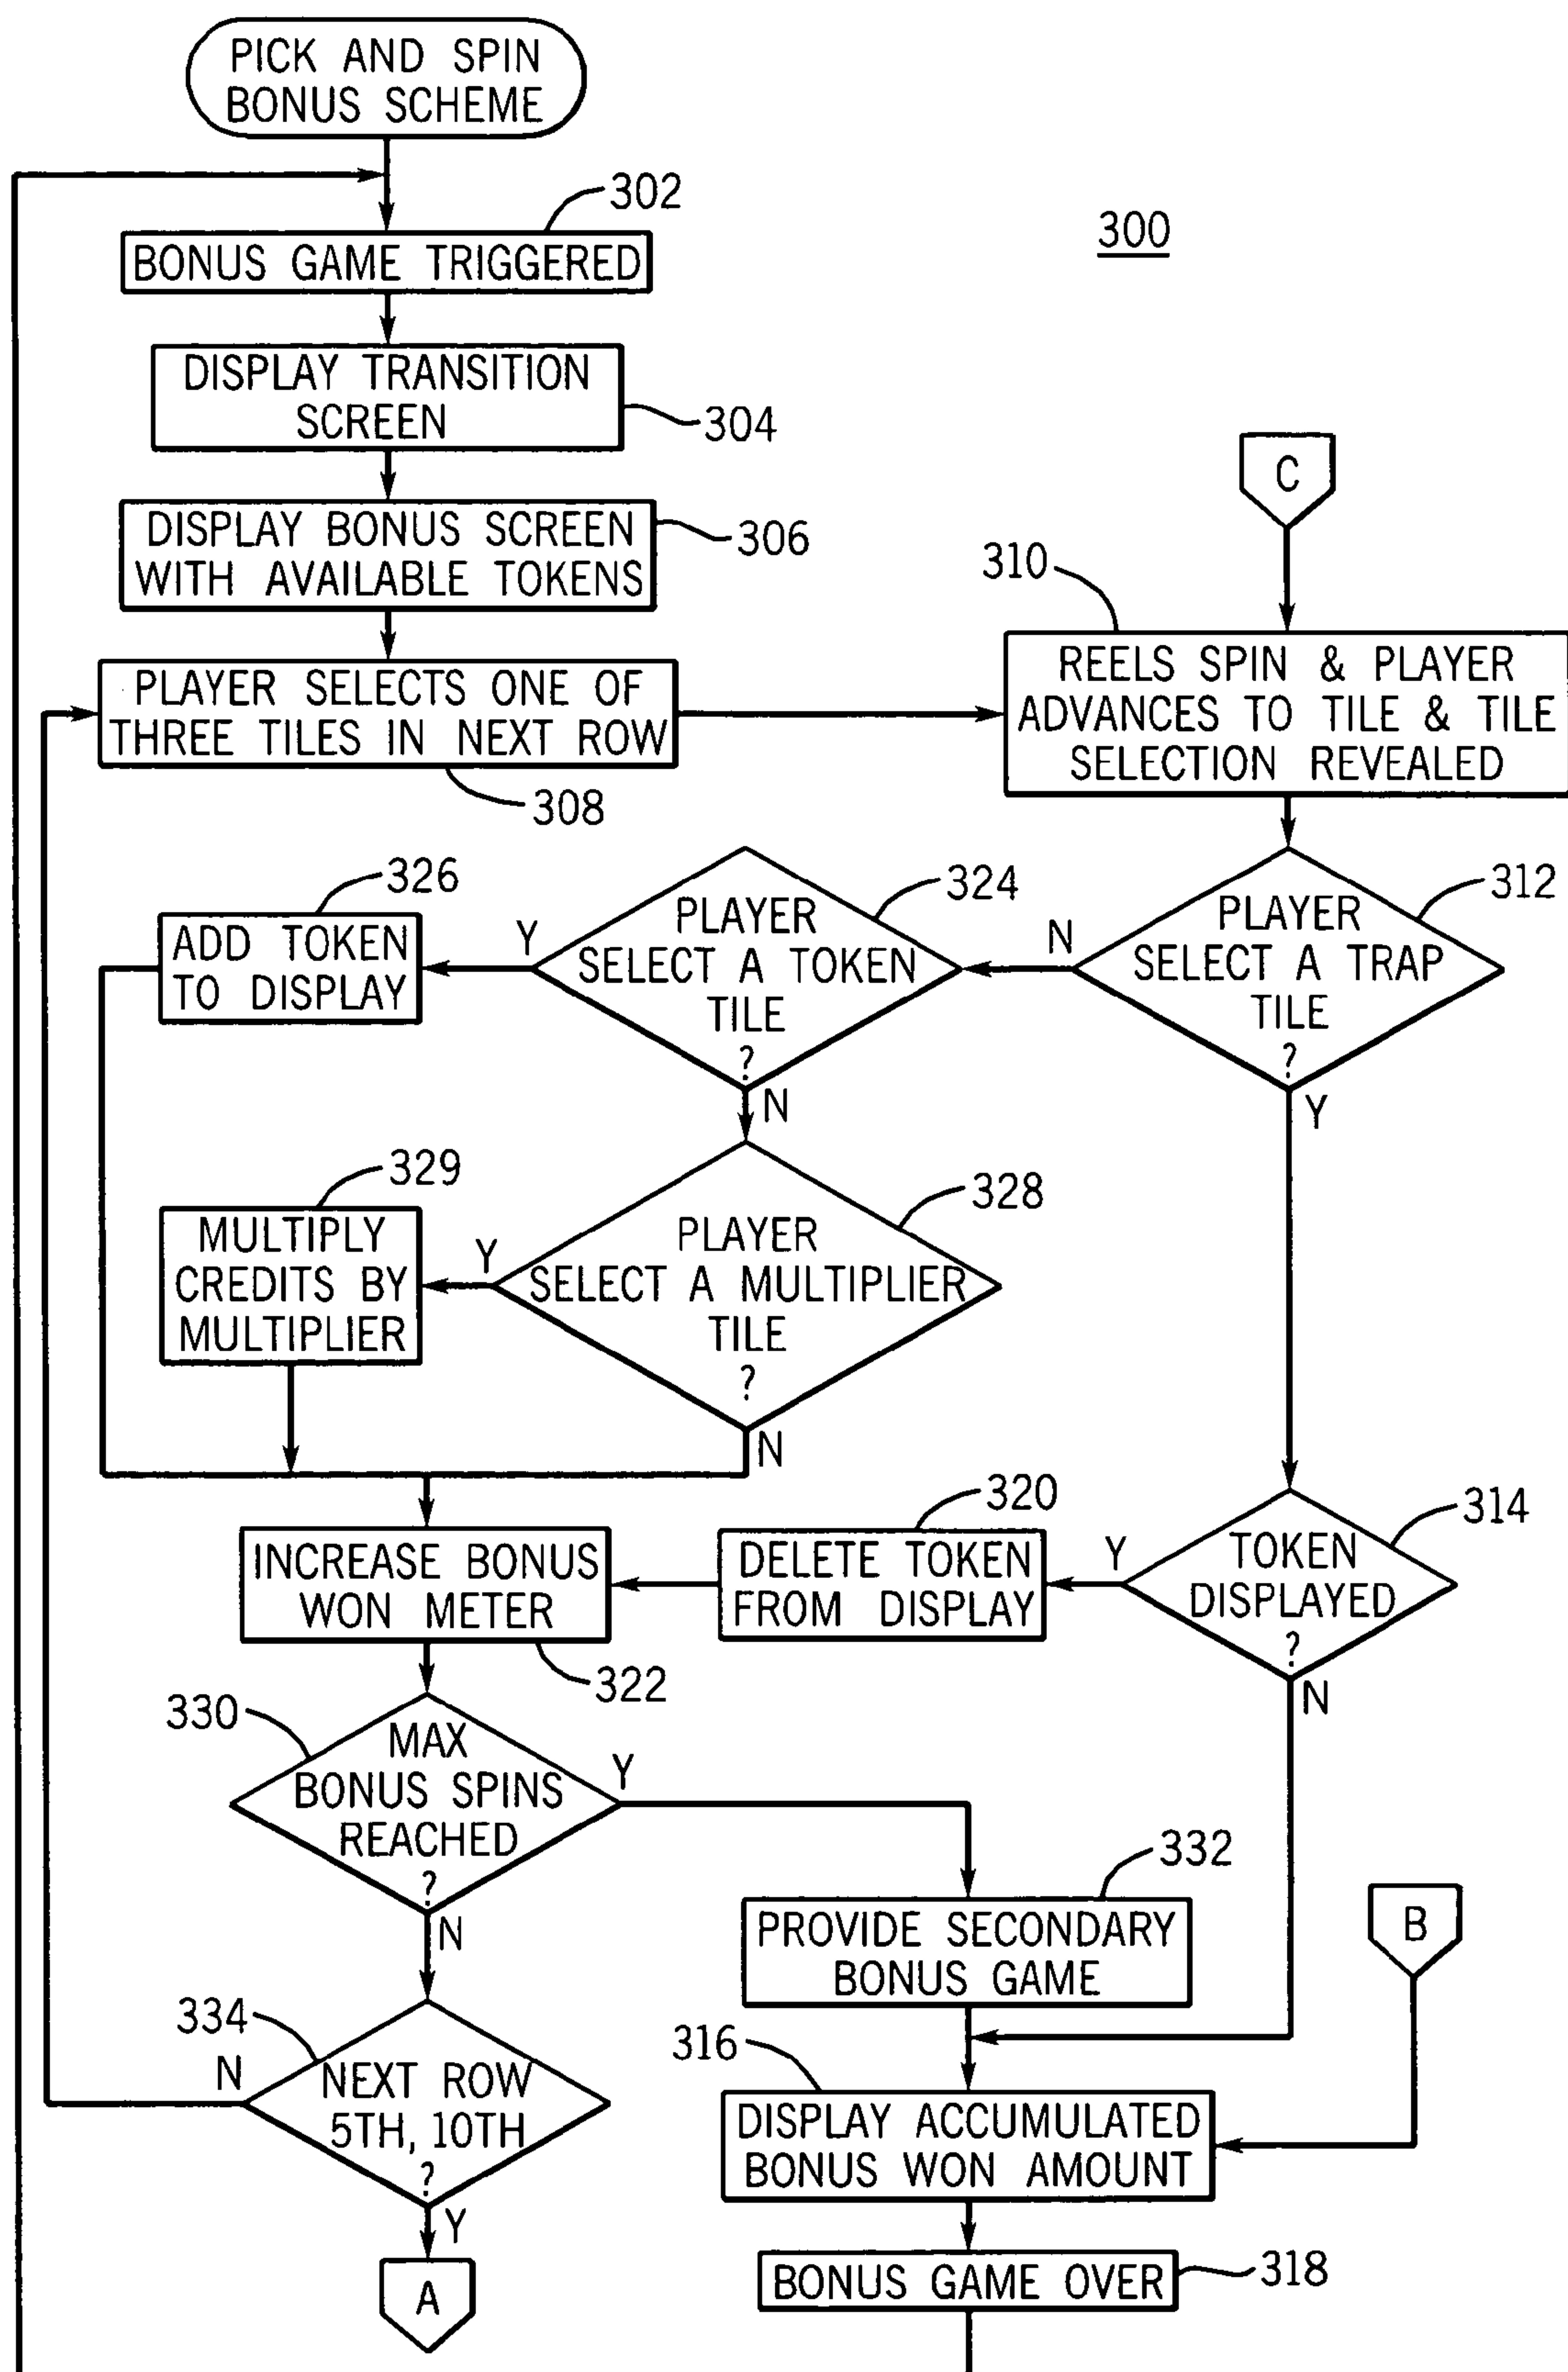 PICK AND SPIN
BONUS SCHEME
302
300
BONUS GAME TRIGGERED
DISPLAY TRANSITION
SCREEN
304
C
DISPLAY BONUS SCREEN
WITH AVAILABLE TOKENS
306
310
PLAYER SELECTS ONE OF
THREE TILES IN NEXT ROW
308
REELS SPIN & PLAYER
ADVANCES TO TILE & TILE
SELECTION REVEALED
326
ADD TOKEN
TO DISPLAY
Y
324
PLAYER
SELECT A TOKEN
TILE
?
N
N
312
PLAYER
SELECT A TRAP
TILE
?
Y
329
MULTIPLY
CREDITS BY
MULTIPLIER
Y
328
PLAYER
SELECT A MULTIPLIER
TILE
?
N
INCREASE BONUS
WON METER
322
320
DELETE TOKEN
FROM DISPLAY
Y
314
TOKEN
DISPLAYED
?
N
330
MAX
BONUS SPINS
REACHED
?
Y
N
332
PROVIDE SECONDARY
BONUS GAME
B
334
N
NEXT ROW
5TH, 10TH
?
Y
316
DISPLAY ACCUMULATED
BONUS WON AMOUNT
A
BONUS GAME OVER
318